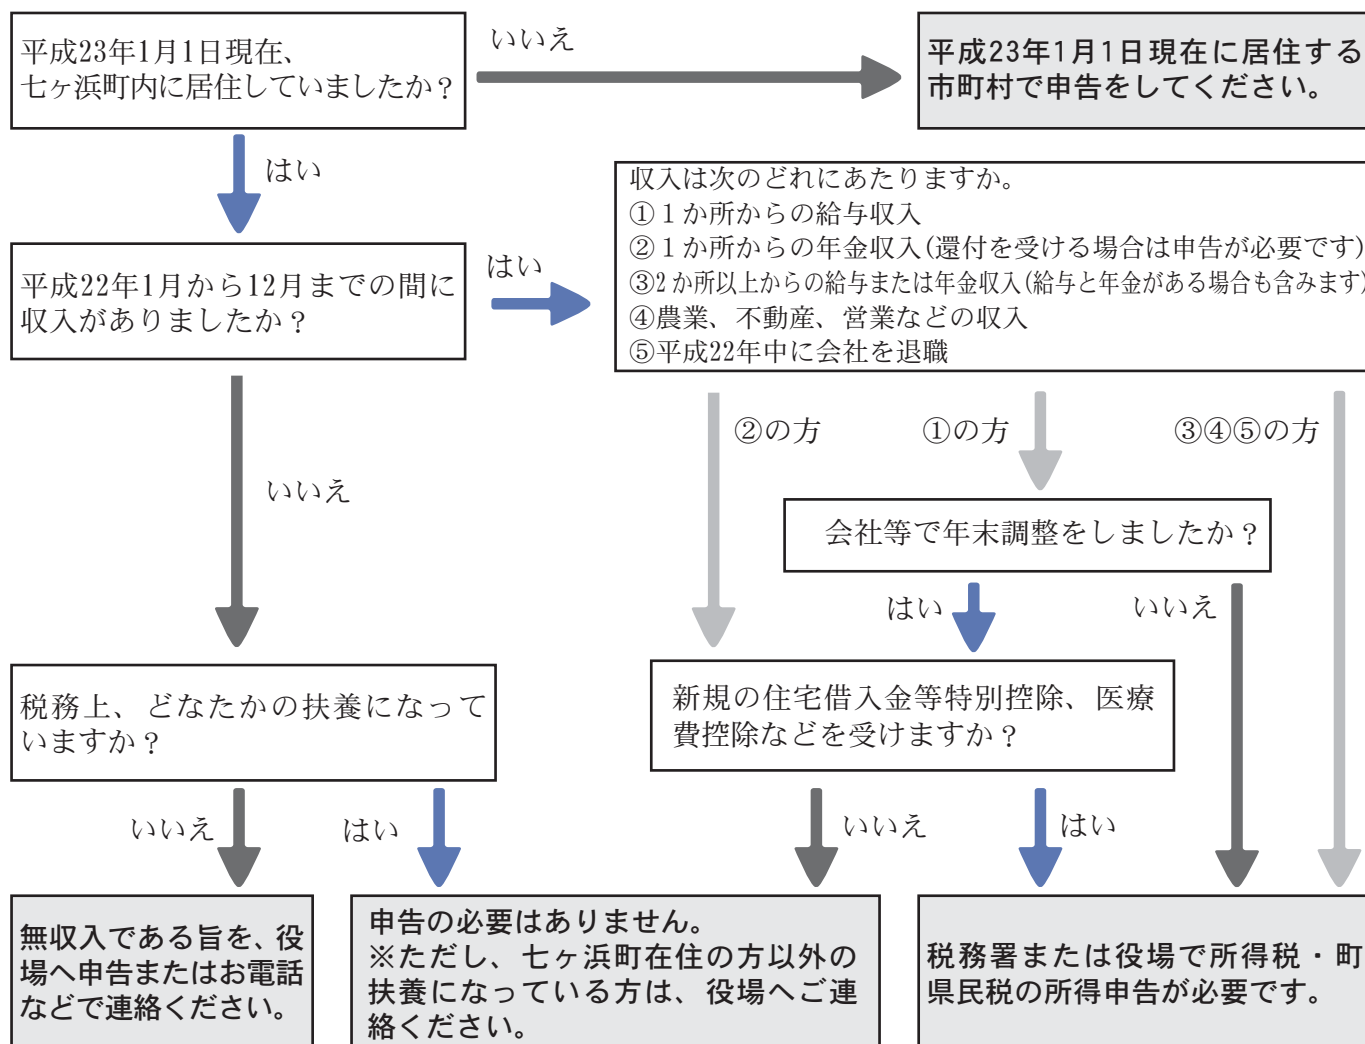 平成23年1月1日現在、
七ヶ浜町内に居住していましたか？
いいえ
平成23年1月1日現在に居住する
市町村で申告をしてください。
はい
平成22年1月から12月までの間に
収入がありましたか？
はい
収入は次のどれにあたりますか。
①１か所からの給与収入
②１か所からの年金収入(還付を受ける場合は申告が必要です)
③2か所以上からの給与または年金収入(給与と年金がある場合も含みます)
④農業、不動産、営業などの収入
⑤平成22年中に会社を退職
②の方
①の方
③④⑤の方
いいえ
会社等で年末調整をしましたか？
はい
いいえ
税務上、どなたかの扶養になって
いますか？
新規の住宅借入金等特別控除、医療
費控除などを受けますか？
いいえ
はい
いいえ
はい
無収入である旨を、役
場へ申告またはお電話
などで連絡ください。
申告の必要はありません。
※ただし、七ヶ浜町在住の方以外の
扶養になっている方は、役場へご連
絡ください。
税務署または役場で所得税・町
県民税の所得申告が必要です。